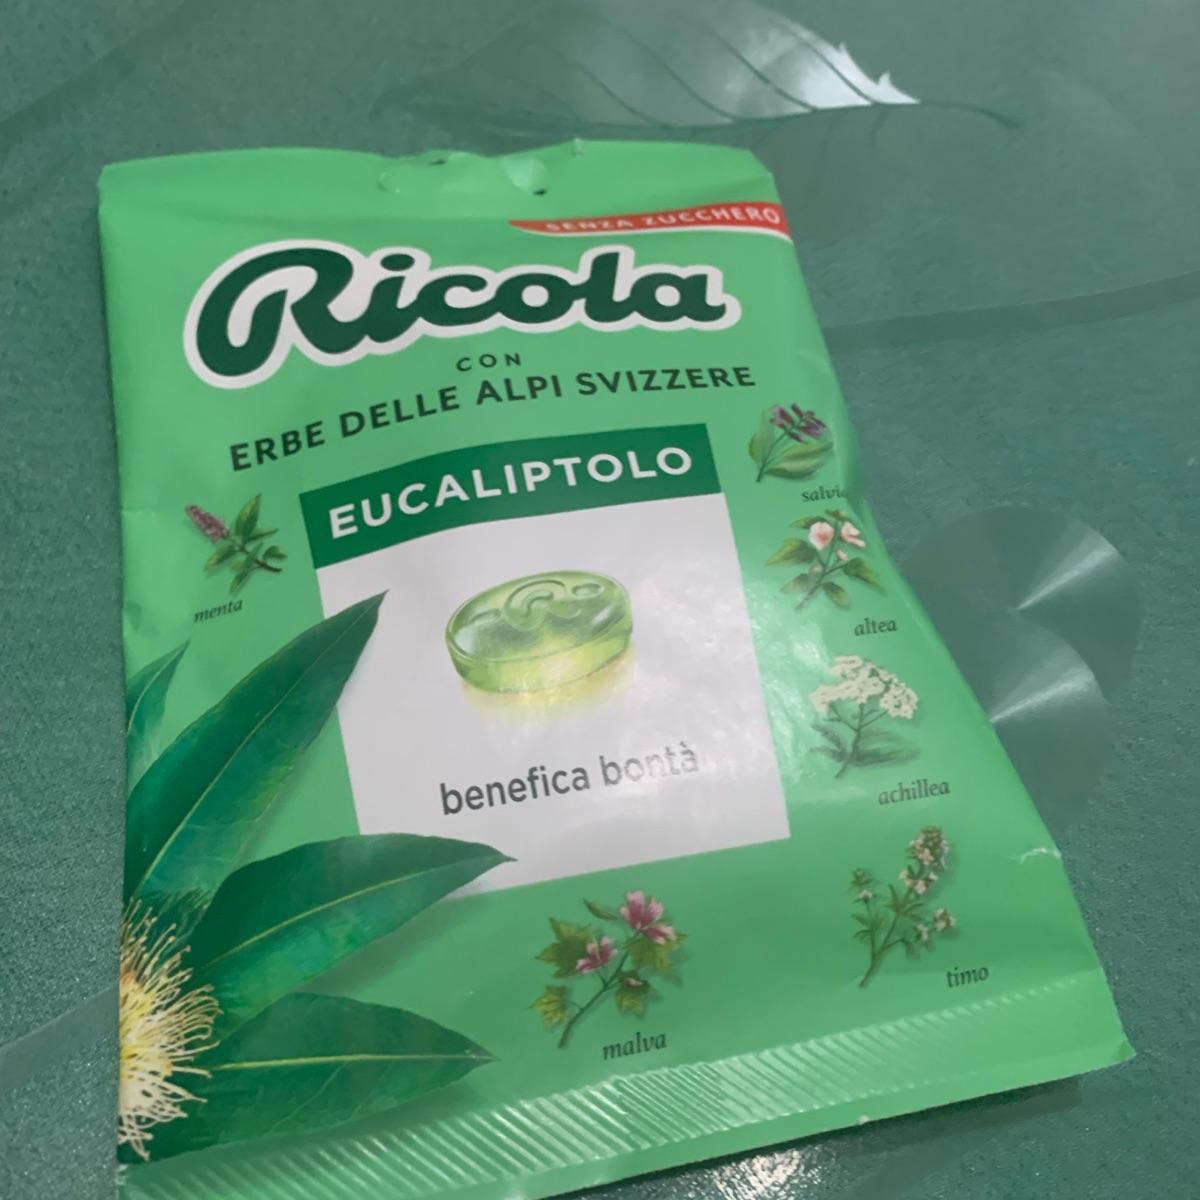 SENZA ZUCCHERO
Ricola
CON
ERBE DELLE ALPI SVIZZERE
EUCALIPTOLO
salvia
menta
altea
benefica bontà
achillea
timo
malva